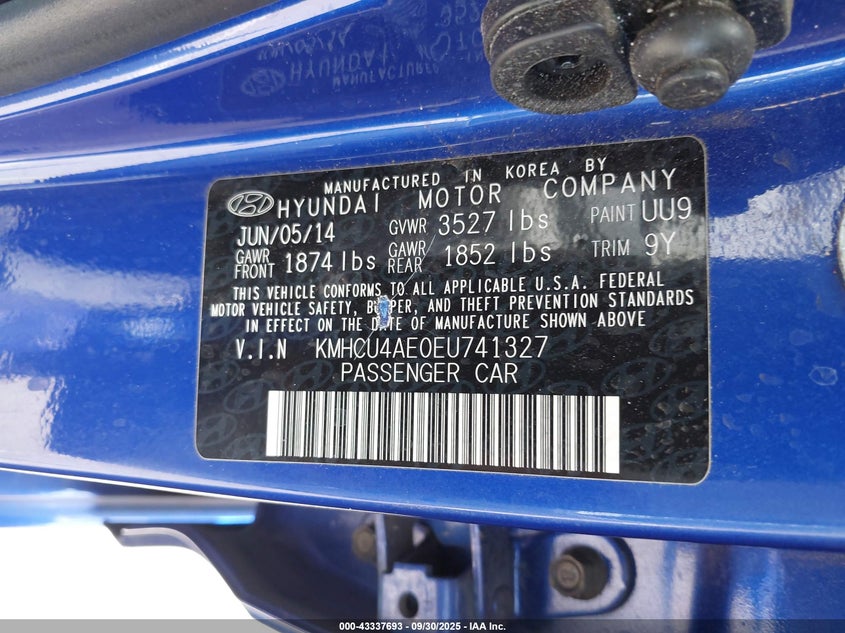 MANUFACTURED IN KOREA BY
HYUNDAI MOTOR COMPANY
JUN/05/14 GVWR 3527 lbs PAINT UU9
GAWR FRONT 1874 lbs GAWR REAR 1852 lbs TRIM 9Y
THIS VEHICLE CONFORMS TO ALL APPLICABLE U.S.A. FEDERAL
MOTOR VEHICLE SAFETY, B PER, AND THEFT PREVENTION STANDARDS
IN EFFECT ON THE D TE OF MANUFACTURE SHOWN ABOVE
V.I.N KMHCU4AE0EU741327
PASSENGER CAR
000-43337693 - 09/30/2025 - IAA Inc.